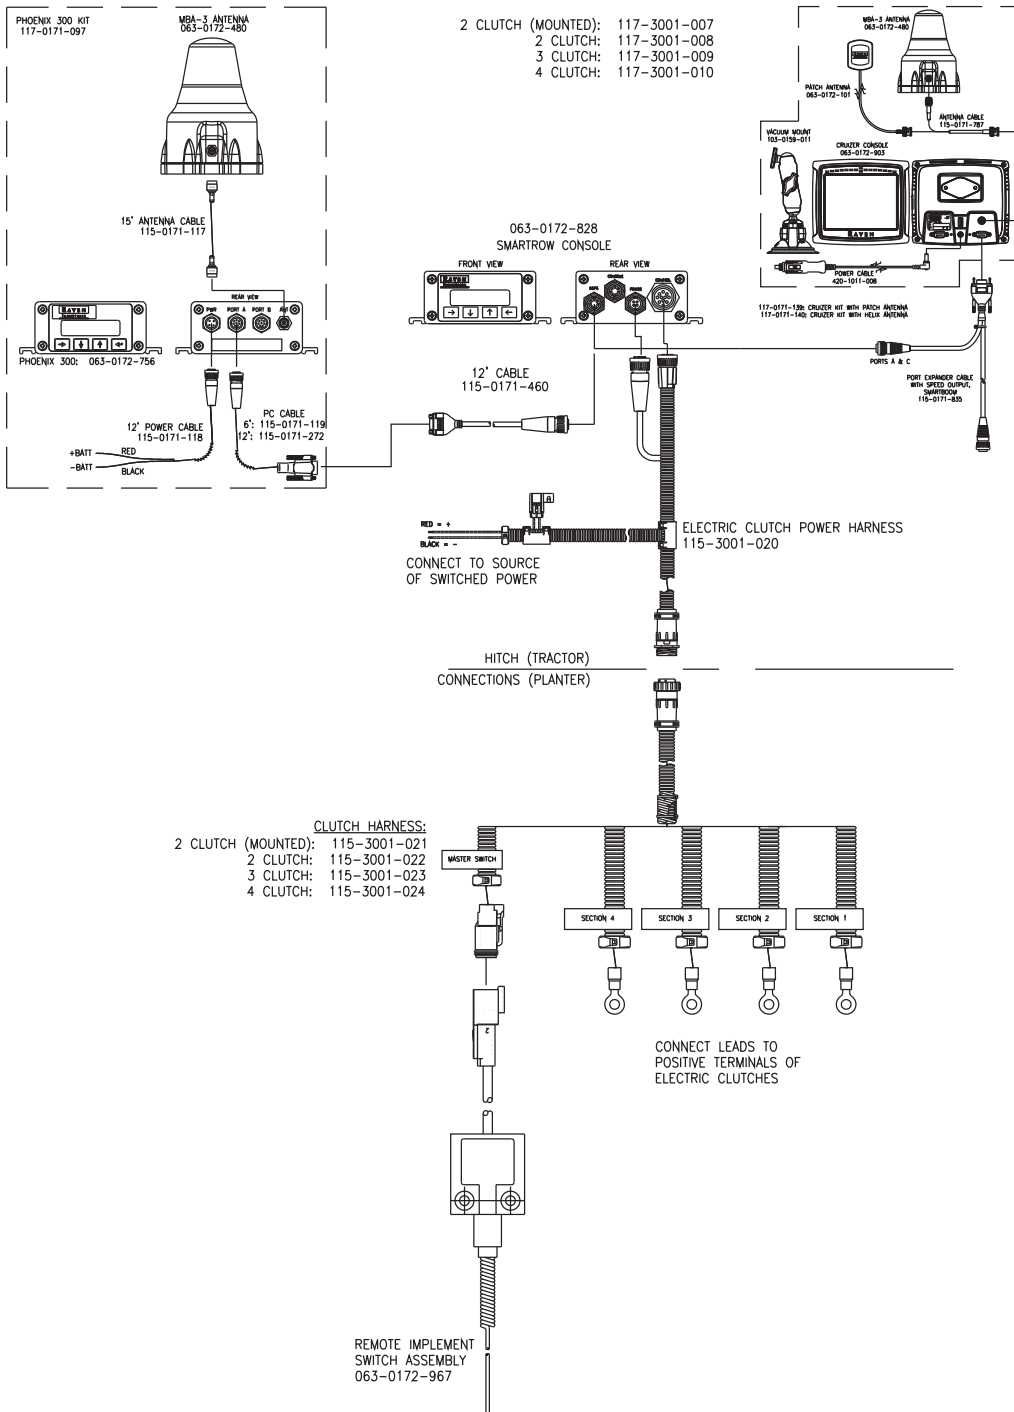 PHOENIX 300 KIT
117-0171-097
MBA-3 ANTENNA
063-0172-480
15' ANTENNA CABLE
115-0171-117
REAR VIEW
PWR PORT A PORT B ANT
RAVEN
PHOENIX 300: 063-0172-756
12' POWER CABLE
115-0171-118
PC CABLE
6': 115-0171-119
12': 115-0171-272
+BATT RED
-BATT BLACK
2 CLUTCH (MOUNTED): 117-3001-007
2 CLUTCH: 117-3001-008
3 CLUTCH: 117-3001-009
4 CLUTCH: 117-3001-010
063-0172-828
SMARTROW CONSOLE
FRONT VIEW
REAR VIEW
RAVEN
12' CABLE
115-0171-460
MBA-3 ANTENNA
063-0172-480
PATCH ANTENNA
063-0172-101
ANTENNA CABLE
115-0171-787
VACUUM MOUNT
103-0159-011
CRUIZER CONSOLE
063-0172-903
RAVEN
POWER CABLE
420-1011-008
117-0171-139: CRUIZER KIT WITH PATCH ANTENNA
117-0171-140: CRUIZER KIT WITH HELIX ANTENNA
PORTS A & C
PORT EXPANDER CABLE
WITH SPEED OUTPUT,
SMARTBOOM
115-0171-835
RED = +
BLACK = -
CONNECT TO SOURCE
OF SWITCHED POWER
ELECTRIC CLUTCH POWER HARNESS
115-3001-020
HITCH (TRACTOR)
CONNECTIONS (PLANTER)
CLUTCH HARNESS:
2 CLUTCH (MOUNTED): 115-3001-021
2 CLUTCH: 115-3001-022
3 CLUTCH: 115-3001-023
4 CLUTCH: 115-3001-024
MASTER SWITCH
SECTION 4
SECTION 3
SECTION 2
SECTION 1
2
CONNECT LEADS TO
POSITIVE TERMINALS OF
ELECTRIC CLUTCHES
REMOTE IMPLEMENT
SWITCH ASSEMBLY
063-0172-967